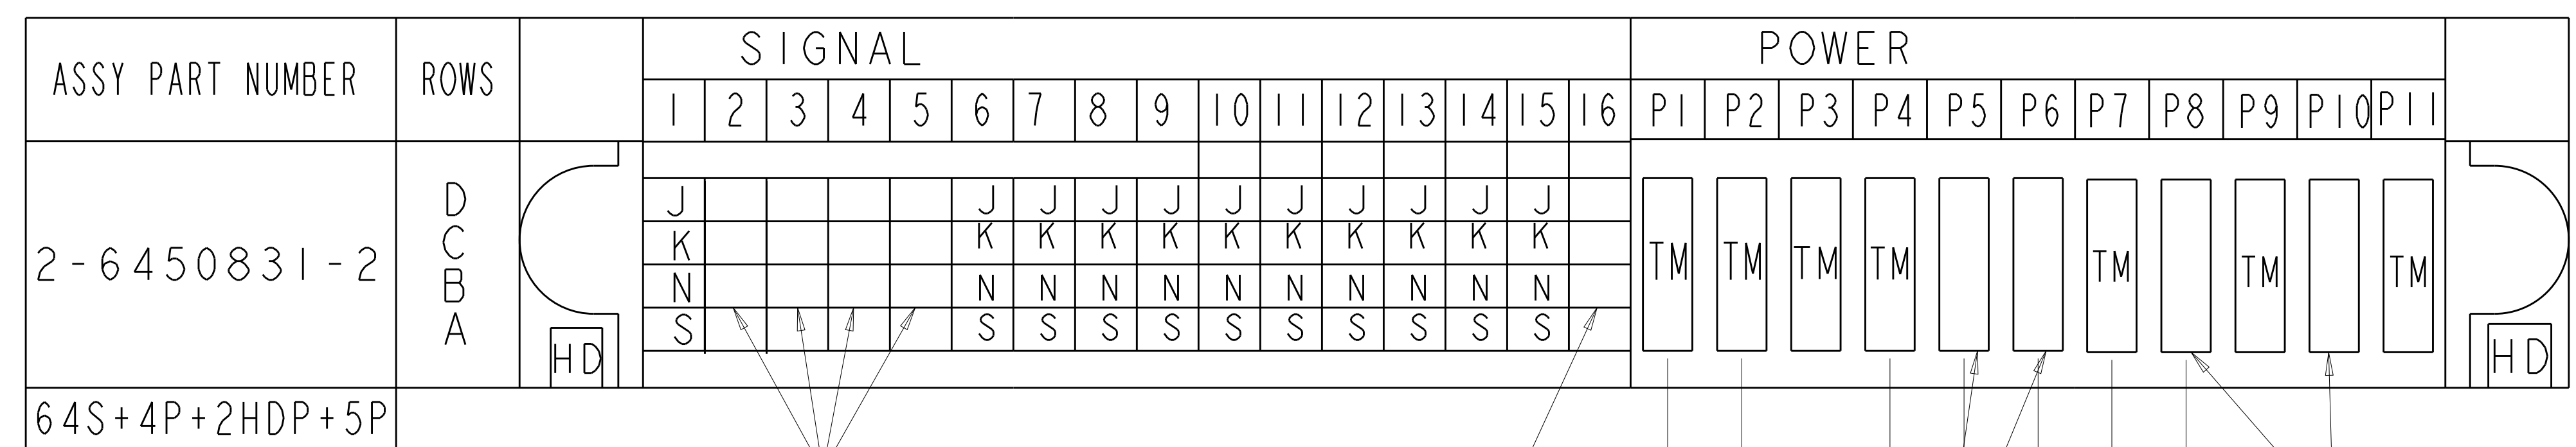 ASSY PART NUMBER ROWS SIGNAL POWER
1 2 3 4 5 6 7 8 9 10 11 12 13 14 15 16 P1 P2 P3 P4 P5 P6 P7 P8 P9 P10 P11
2-6450831-2
D J J J J J J J J J J J
C K K K K K K K K K K K
B N N N N N N N N N N N
A S S S S S S S S S S S
TM TM TM TM TM TM TM
HD HD
64S+4P+2HDP+5P